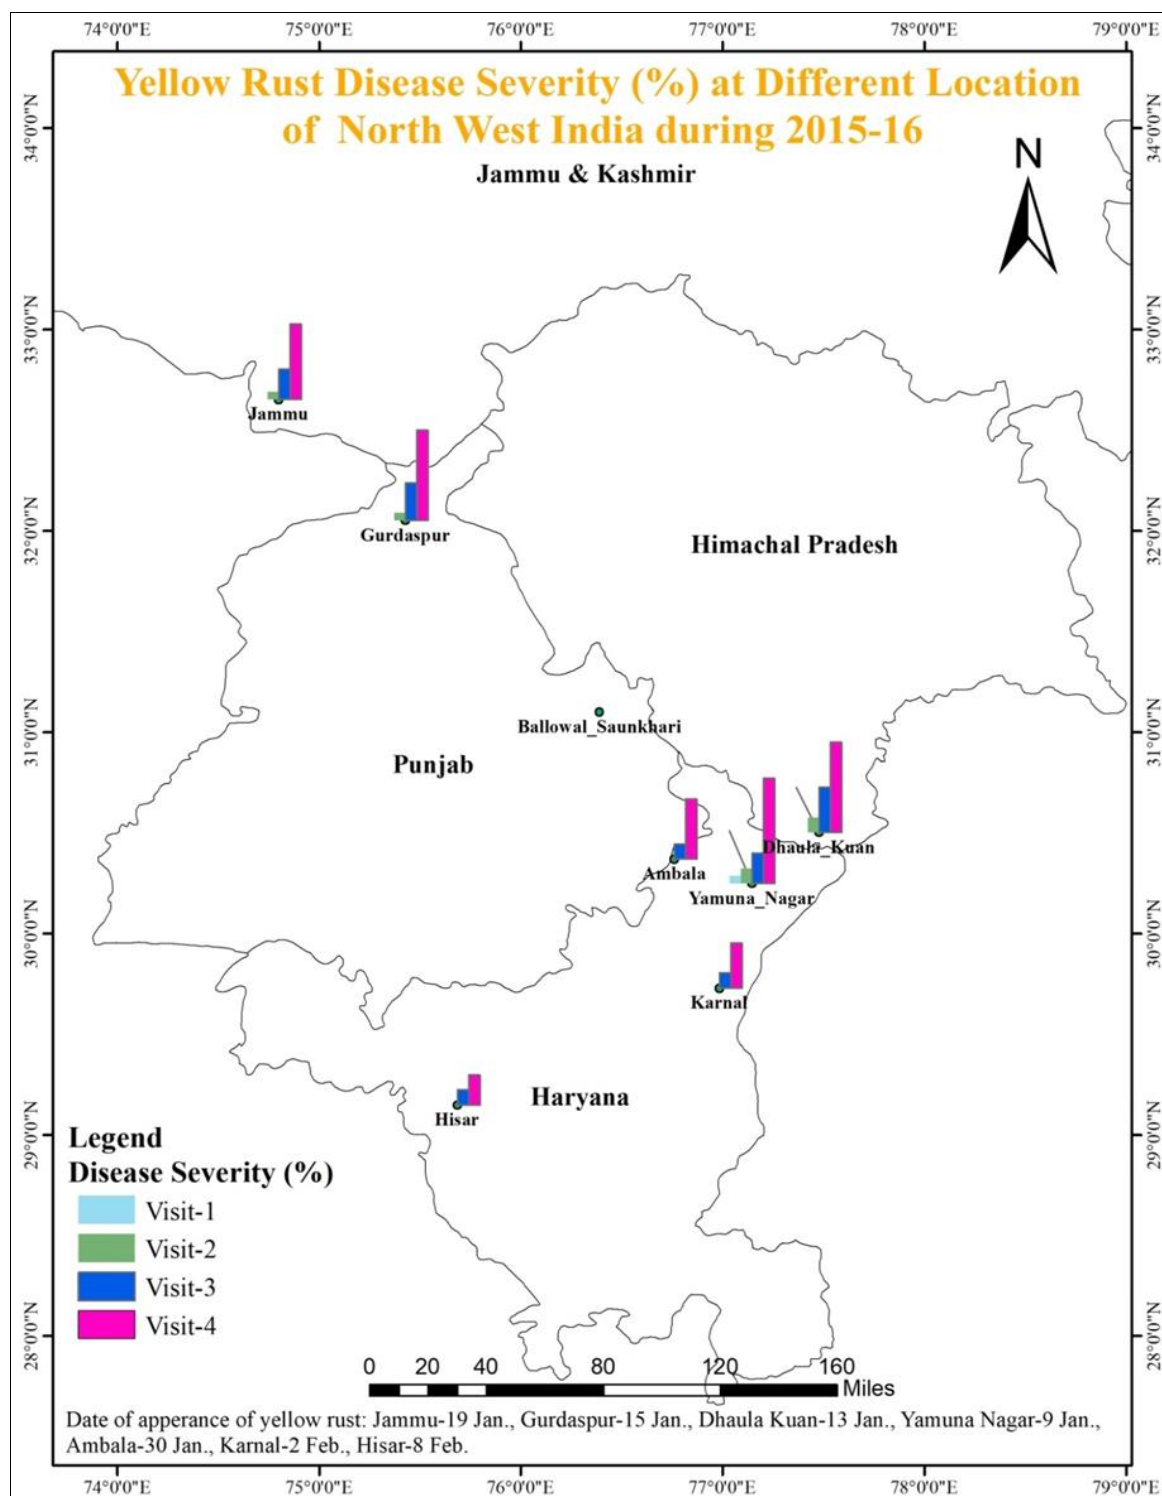 74°0'0"E 75°0'0"E 76°0'0"E 77°0'0"E 78°0'0"E 79°0'0"E
Yellow Rust Disease Severity (%) at Different Location
of North West India during 2015-16
Jammu & Kashmir
N
34°0'0"N
34°0'0"N
33°0'0"N
33°0'0"N
Jammu
Gurdaspur
32°0'0"N
32°0'0"N
Himachal Pradesh
Ballowal_Saunkhari
31°0'0"N
31°0'0"N
Punjab
Dhaula_Kuan
Ambala
Yamuna_Nagar
30°0'0"N
30°0'0"N
Karnal
Haryana
Hisar
29°0'0"N
29°0'0"N
Legend
Disease Severity (%)
Visit-1
Visit-2
Visit-3
Visit-4
28°0'0"N
28°0'0"N
0 20 40 80 120 160
Miles
Date of apperance of yellow rust: Jammu-19 Jan., Gurdaspur-15 Jan., Dhaula Kuan-13 Jan., Yamuna Nagar-9 Jan.,
Ambala-30 Jan., Karnal-2 Feb., Hisar-8 Feb.
74°0'0"E 75°0'0"E 76°0'0"E 77°0'0"E 78°0'0"E 79°0'0"E